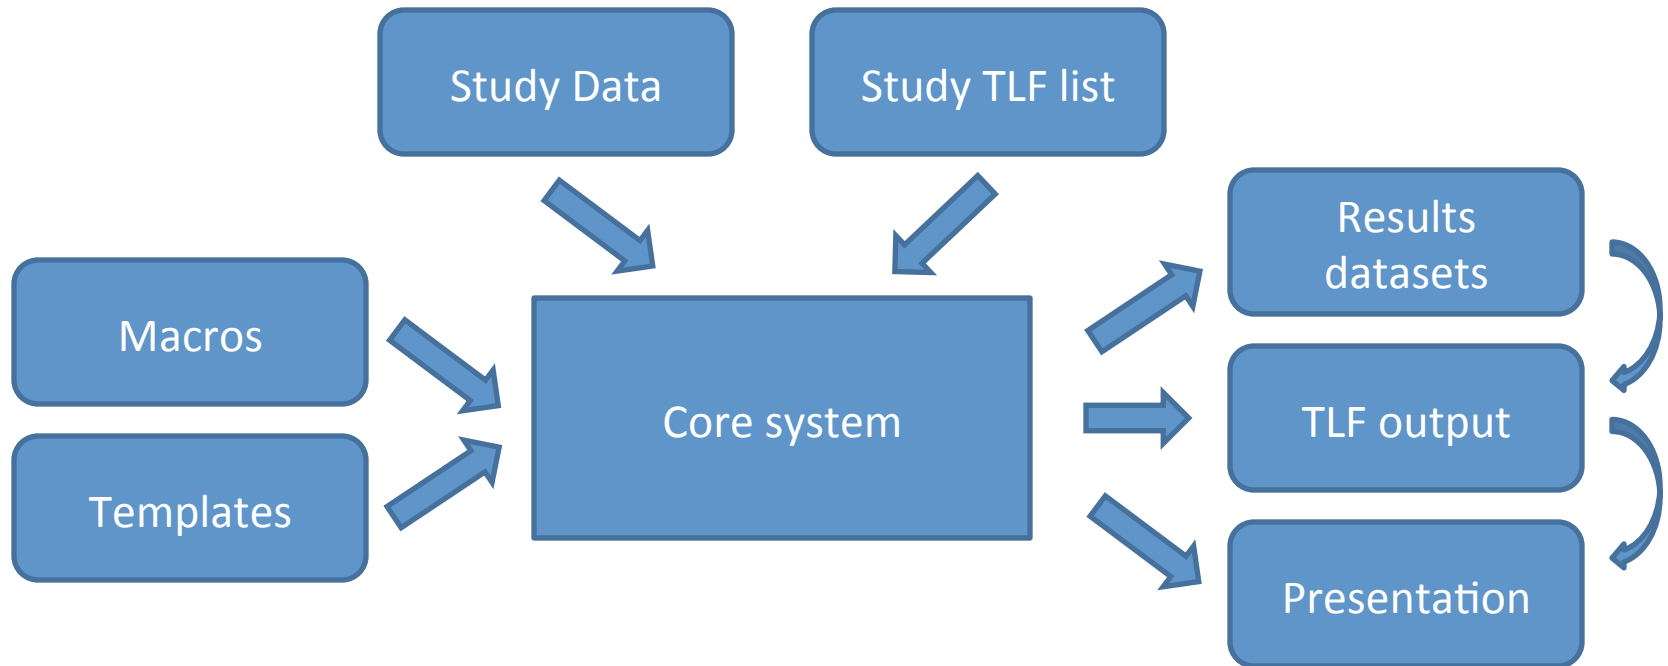 Study Data
Study TLF list
Macros
Templates
Core system
Results
datasets
TLF output
Presentation